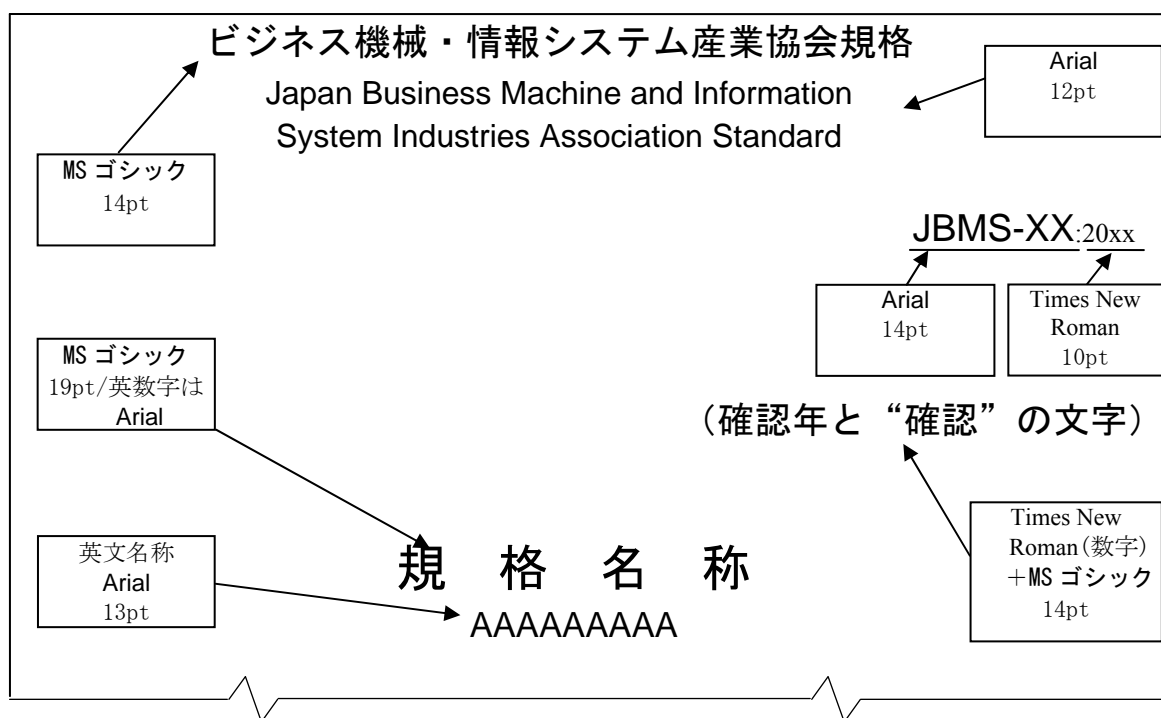 ビジネス機械・情報システム産業協会規格
Japan Business Machine and Information
System Industries Association Standard
Arial
12pt
MS ゴシック
14pt
JBMS-XX:20xx
Arial
14pt
Times New
Roman
10pt
MS ゴシック
19pt/英数字は
Arial
(確認年と“確認”の文字)
Times New
Roman(数字)
+MS ゴシック
14pt
英文名称
Arial
13pt
規 格 名 称
AAAAAAAAA